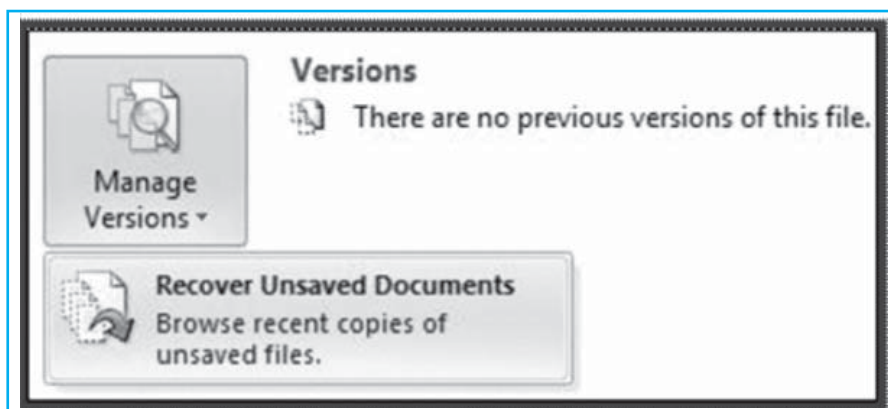 Versions
There are no previous versions of this file.
Manage
Versions
Recover Unsaved Documents
Browse recent copies of
unsaved files.